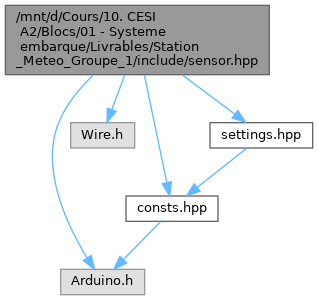 /mnt/d/Cours/10. CESI
A2/Blocs/01 - Systeme
embarque/Livrables/Station
_Meteo_Groupe_1/include/sensor.hpp
Wire.h
settings.hpp
consts.hpp
Arduino.h